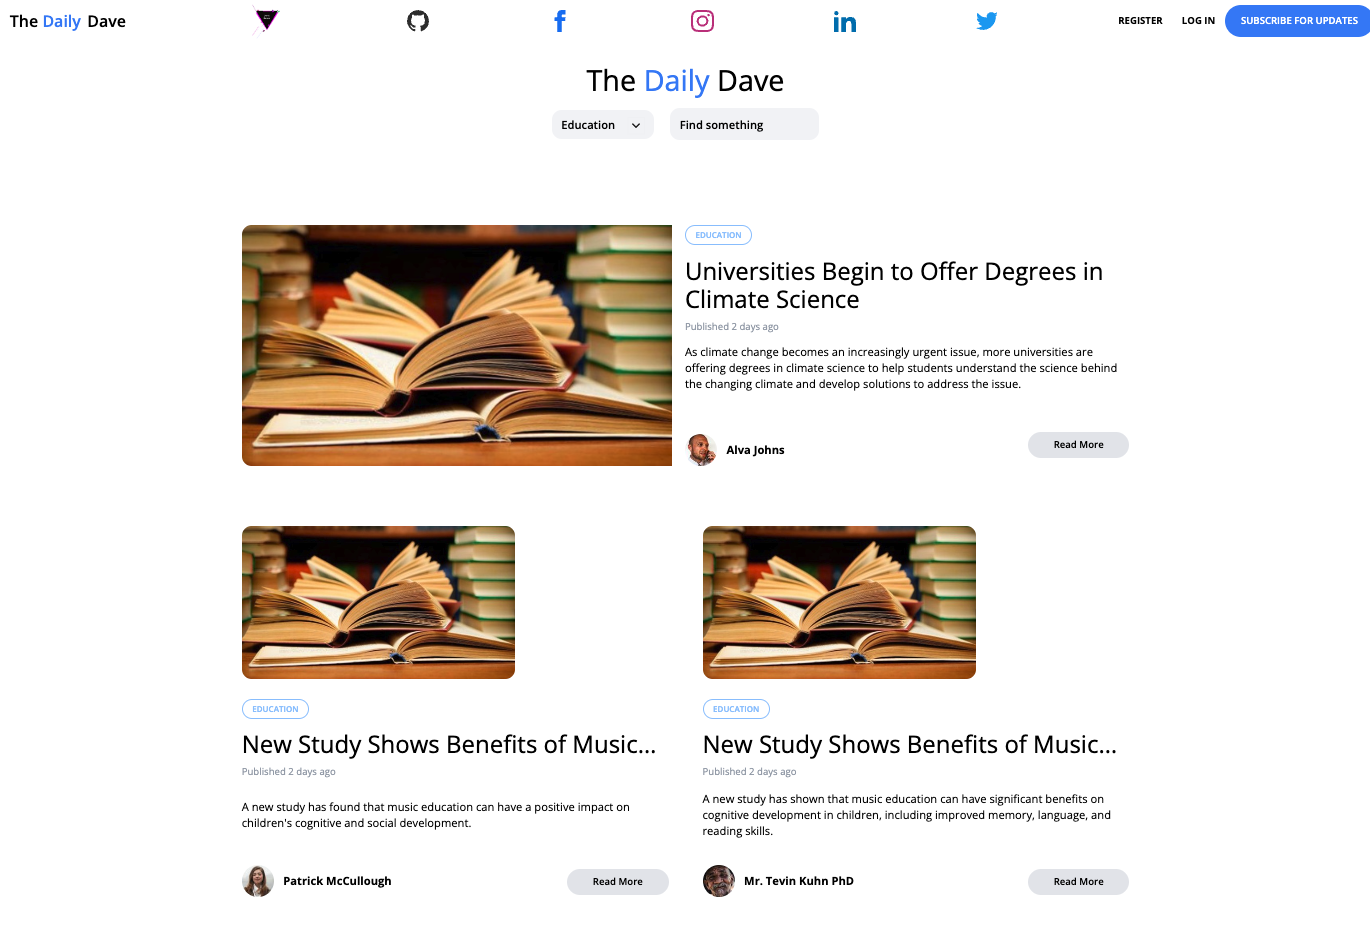 The Daily Dave
REGISTER
LOG IN
SUBSCRIBE FOR UPDATES
The Daily Dave
Education
Find something
EDUCATION
Universities Begin to Offer Degrees in
Climate Science
Published 2 days ago
As climate change becomes an increasingly urgent issue, more universities are
offering degrees in climate science to help students understand the science behind
the changing climate and develop solutions to address the issue.
Alva Johns
Read More
EDUCATION
New Study Shows Benefits of Music...
Published 2 days ago
A new study has found that music education can have a positive impact on
children's cognitive and social development.
Patrick McCullough
Read More
EDUCATION
New Study Shows Benefits of Music...
Published 2 days ago
A new study has shown that music education can have significant benefits on
cognitive development in children, including improved memory, language, and
reading skills.
Mr. Tevin Kuhn PhD
Read More